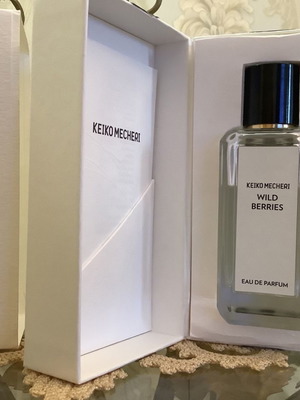 KEIKO MECHERI
KEIKO MECHERI
WILD
BERRIES
EAU DE PARFUM